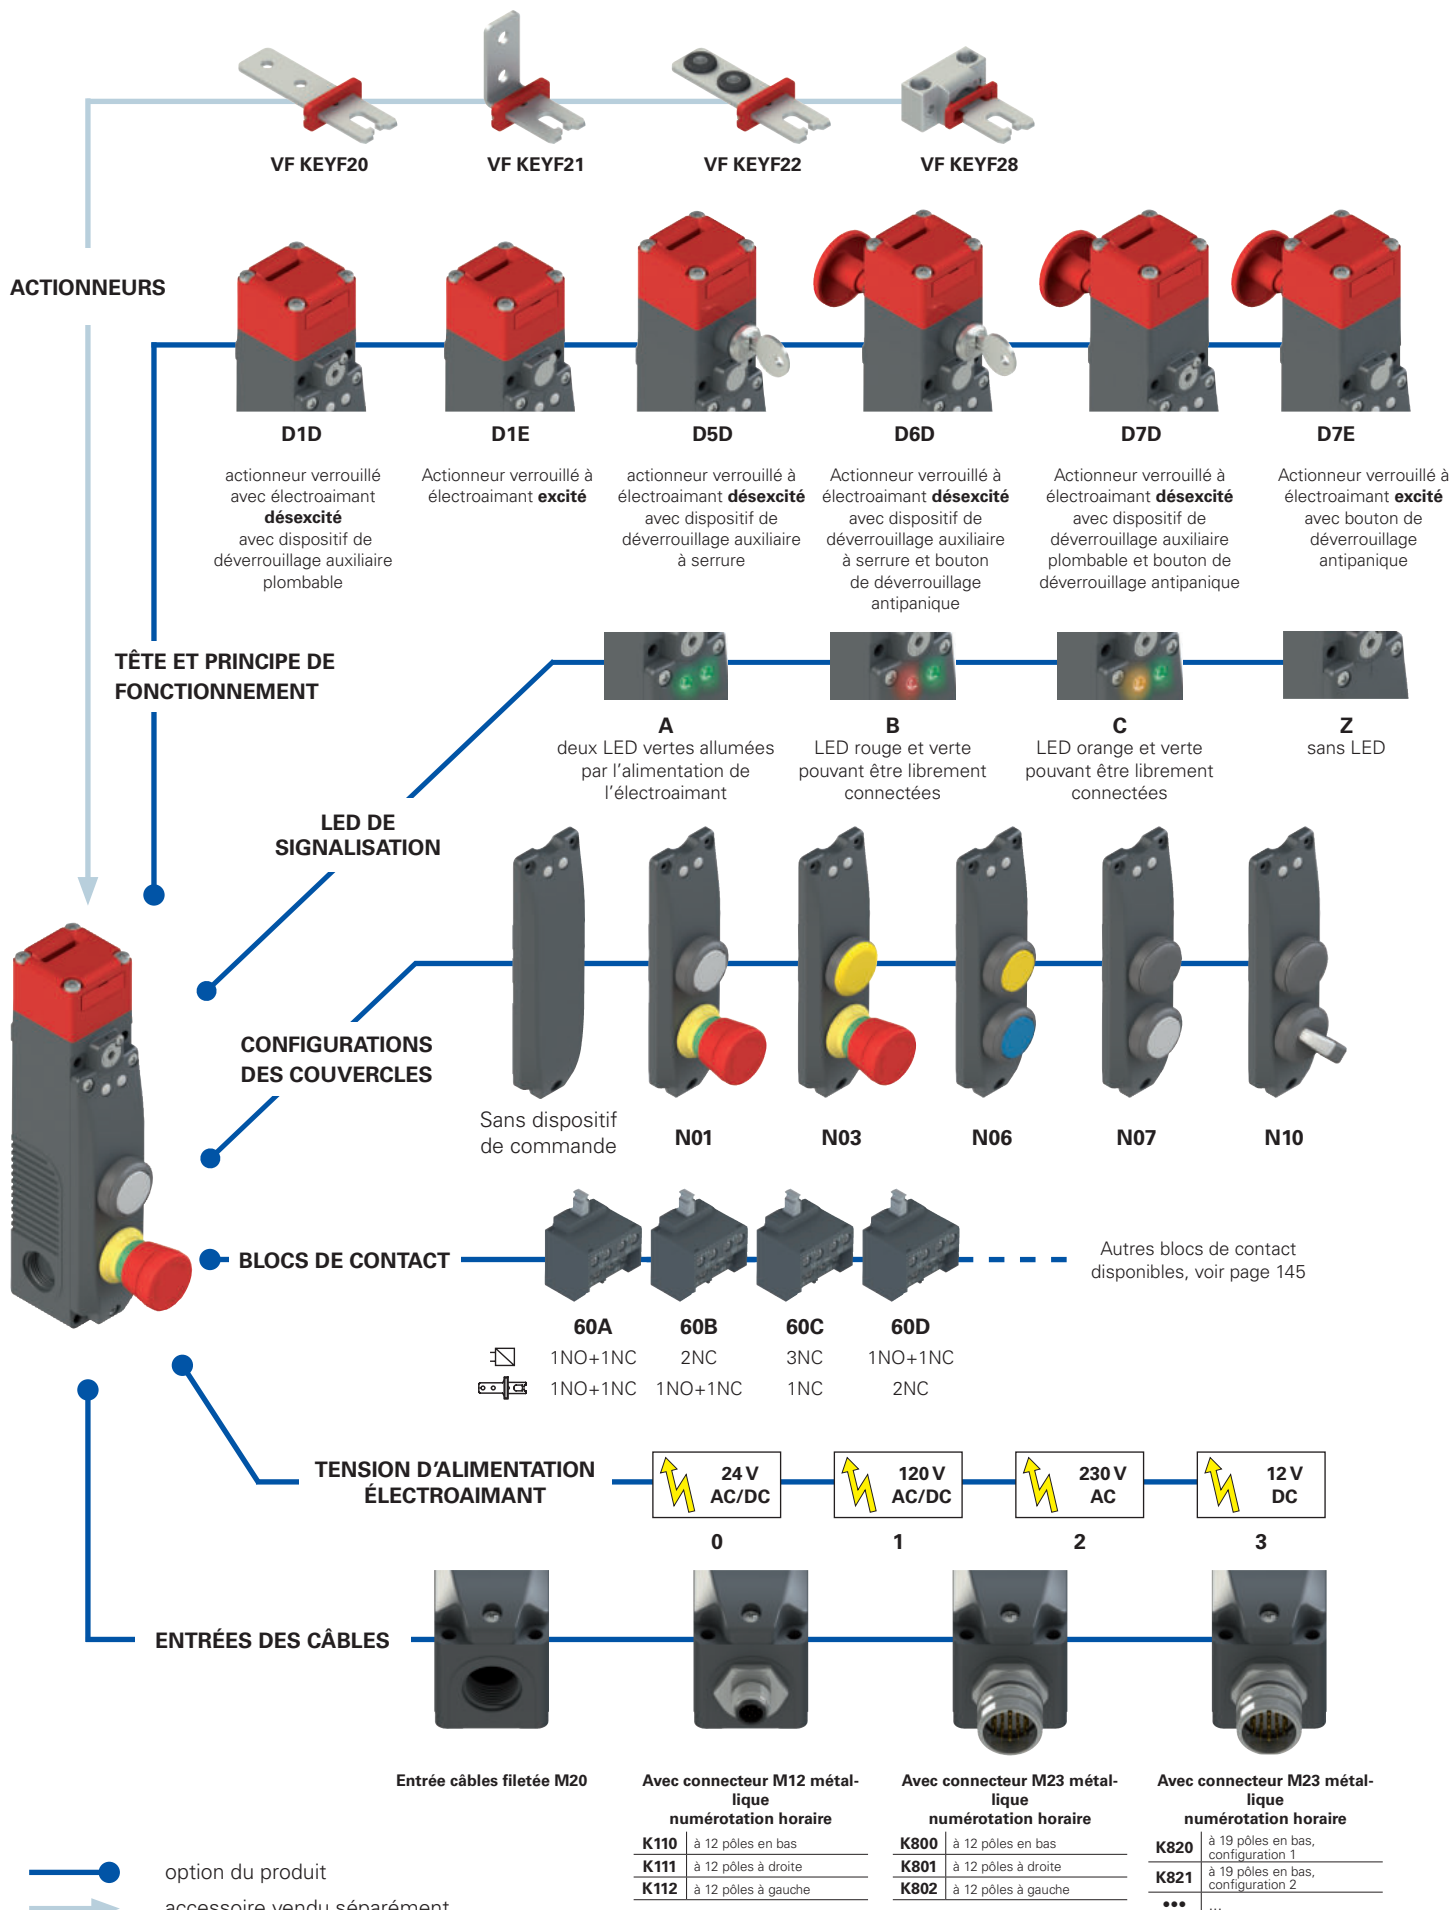 VF KEYF20
VF KEYF21
VF KEYF22
VF KEYF28
ACTIONNEURS
D1D
actionneur verrouillé
avec électroaimant
désexcité
avec dispositif de
déverrouillage auxiliaire
plombable
D1E
Actionneur verrouillé à
électroaimant excité
D5D
actionneur verrouillé à
électroaimant désexcité
avec dispositif de
déverrouillage auxiliaire
à serrure
D6D
Actionneur verrouillé à
électroaimant désexcité
avec dispositif de
déverrouillage auxiliaire
à serrure et bouton
de déverrouillage
antipanique
D7D
Actionneur verrouillé à
électroaimant désexcité
avec dispositif de
déverrouillage auxiliaire
plombable et bouton de
déverrouillage antipanique
D7E
Actionneur verrouillé à
électroaimant excité
avec bouton de
déverrouillage
antipanique
TÊTE ET PRINCIPE DE
FONCTIONNEMENT
A
deux LED vertes allumées
par l'alimentation de
l'électroaimant
B
LED rouge et verte
pouvant être librement
connectées
C
LED orange et verte
pouvant être librement
connectées
Z
sans LED
LED DE
SIGNALISATION
CONFIGURATIONS
DES COUVERCLES
Sans dispositif
de commande
N01
N03
N06
N07
N10
BLOCS DE CONTACT
Autres blocs de contact
disponibles, voir page 145
60A
60B
60C
60D
1NO+1NC
2NC
3NC
1NO+1NC
1NO+1NC
1NO+1NC
1NC
2NC
TENSION D'ALIMENTATION
ÉLECTROAIMANT
24 V
AC/DC
120 V
AC/DC
230 V
AC
12 V
DC
0
1
2
3
ENTRÉES DES CÂBLES
Entrée câbles filetée M20
Avec connecteur M12 métal-
lique
numérotation horaire
K110 à 12 pôles en bas
K111 à 12 pôles à droite
K112 à 12 pôles à gauche
Avec connecteur M23 métal-
lique
numérotation horaire
K800 à 12 pôles en bas
K801 à 12 pôles à droite
K802 à 12 pôles à gauche
Avec connecteur M23 métal-
lique
numérotation horaire
K820 à 19 pôles en bas,
configuration 1
K821 à 19 pôles en bas,
configuration 2
••• ...
option du produit
accessoire vendu séparément